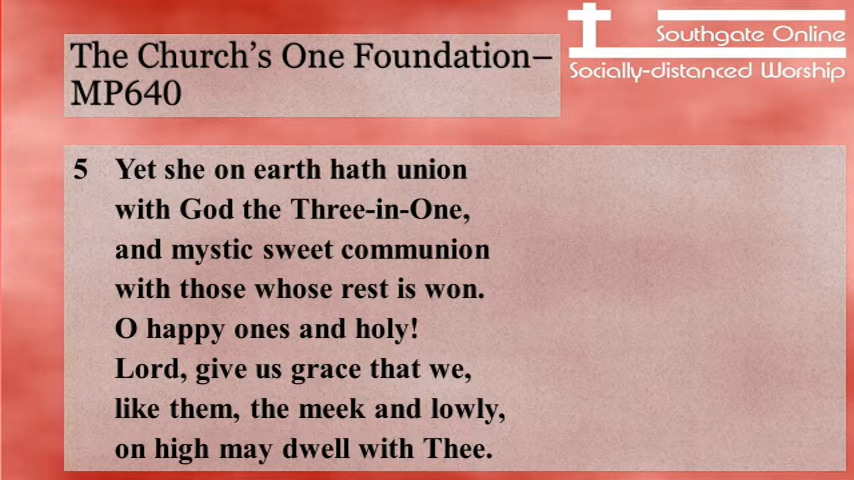 The Church’s One Foundation–
MP640
Southgate Online
Socially-distanced Worship
5 Yet she on earth hath union
with God the Three-in-One,
and mystic sweet communion
with those whose rest is won.
O happy ones and holy!
Lord, give us grace that we,
like them, the meek and lowly,
on high may dwell with Thee.